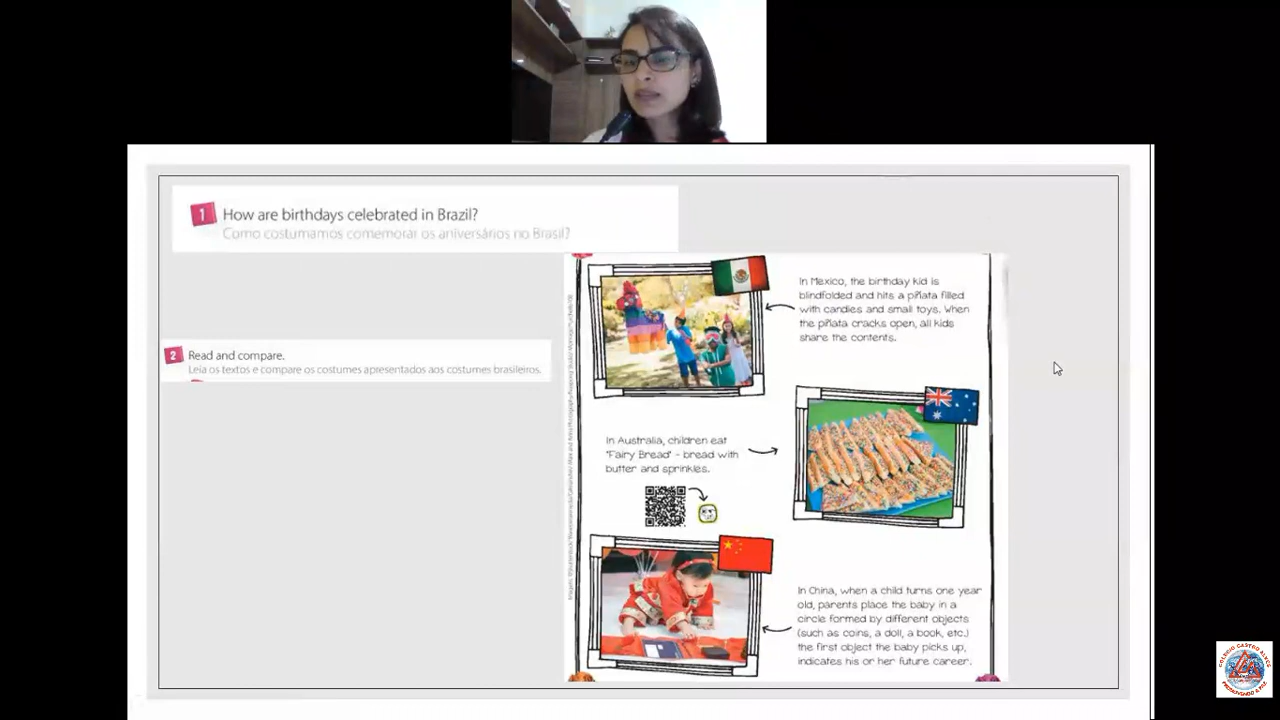 1 How are birthdays celebrated in Brazil?
Como costumamos comemorar os aniversários no Brasil?
2 Read and compare.
Leia os textos e compare os costumes apresentados aos costumes brasileiros.
In Mexico, the birthday kid is
blindfolded and hits a piñata filled
with candies and small toys. When
the piñata cracks open, all kids
share the contents.
In Australia, children eat
"Fairy Bread" - bread with
butter and sprinkles.
In China, when a child turns one year
old, parents place the baby in a
circle formed by different objects
(such as coins, a doll, a book, etc.)
the first object the baby picks up,
indicates his or her future career.
COLÉGIO CASTRO ALVES